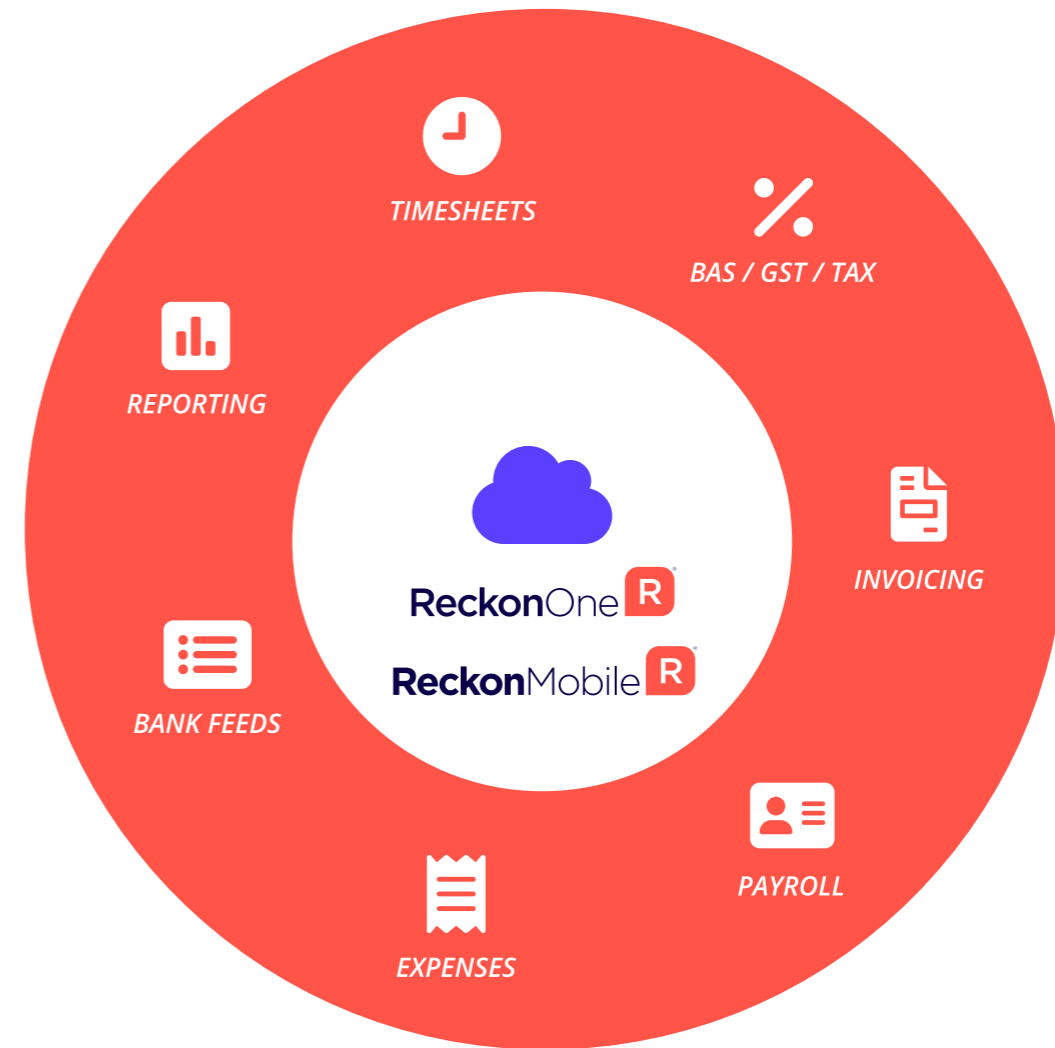 TIMESHEETS
BAS / GST / TAX
REPORTING
ReckonOne R
INVOICING
ReckonMobile R
BANK FEEDS
PAYROLL
EXPENSES